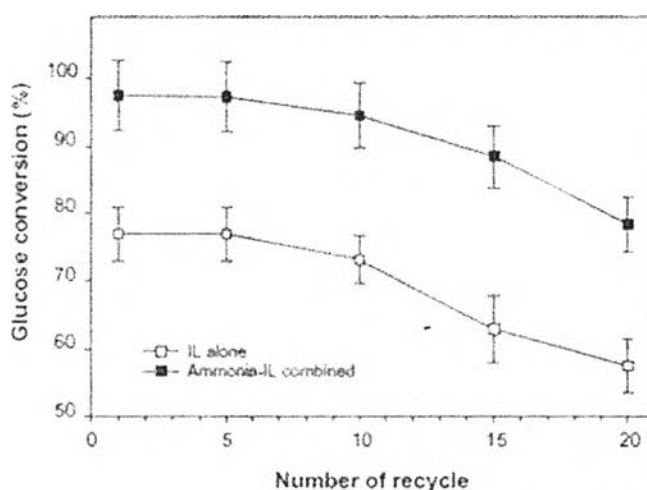 Glucose conversion (%)
100
90
80
70
60
50
IL alone
Ammonia-IL combined
0 5 10 15 20
Number of recycle